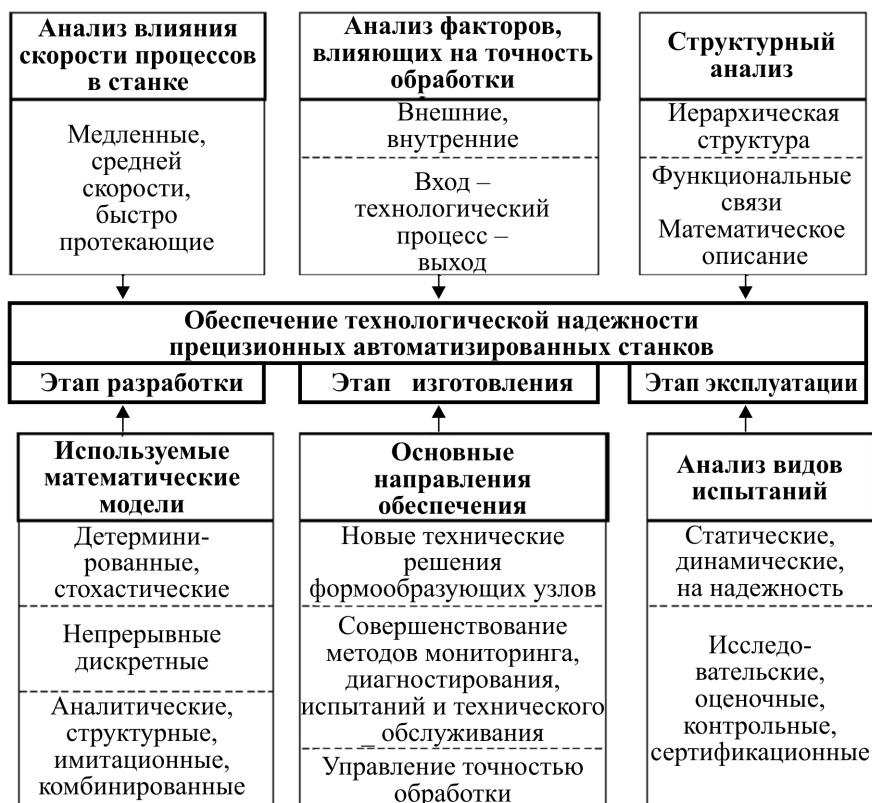 Анализ влияния
скорости процессов
в станке
Медленные,
средней
скорости,
быстро
протекающие
Анализ факторов,
влияющих на точность
обработки
Внешние,
внутренние
Вход –
технологический
процесс –
выход
Структурный
анализ
Иерархическая
структура
Функциональные
связи
Математическое
описание
Обеспечение технологической надежности
прецизионных автоматизированных станков
Этап разработки
Этап изготовления
Этап эксплуатации
Используемые
математические
модели
Детермини-
рованные,
стохастические
Непрерывные
дискретные
Аналитические,
структурные,
имитационные,
комбинированные
Основные
направления
обеспечения
Новые технические
решения
формообразующих узлов
Совершенствование
методов мониторинга,
диагностирования,
испытаний и технического
обслуживания
Управление точностью
обработки
Анализ видов
испытаний
Статические,
динамические,
на надежность
Исследо-
вательские,
оценочные,
контрольные,
сертификационные